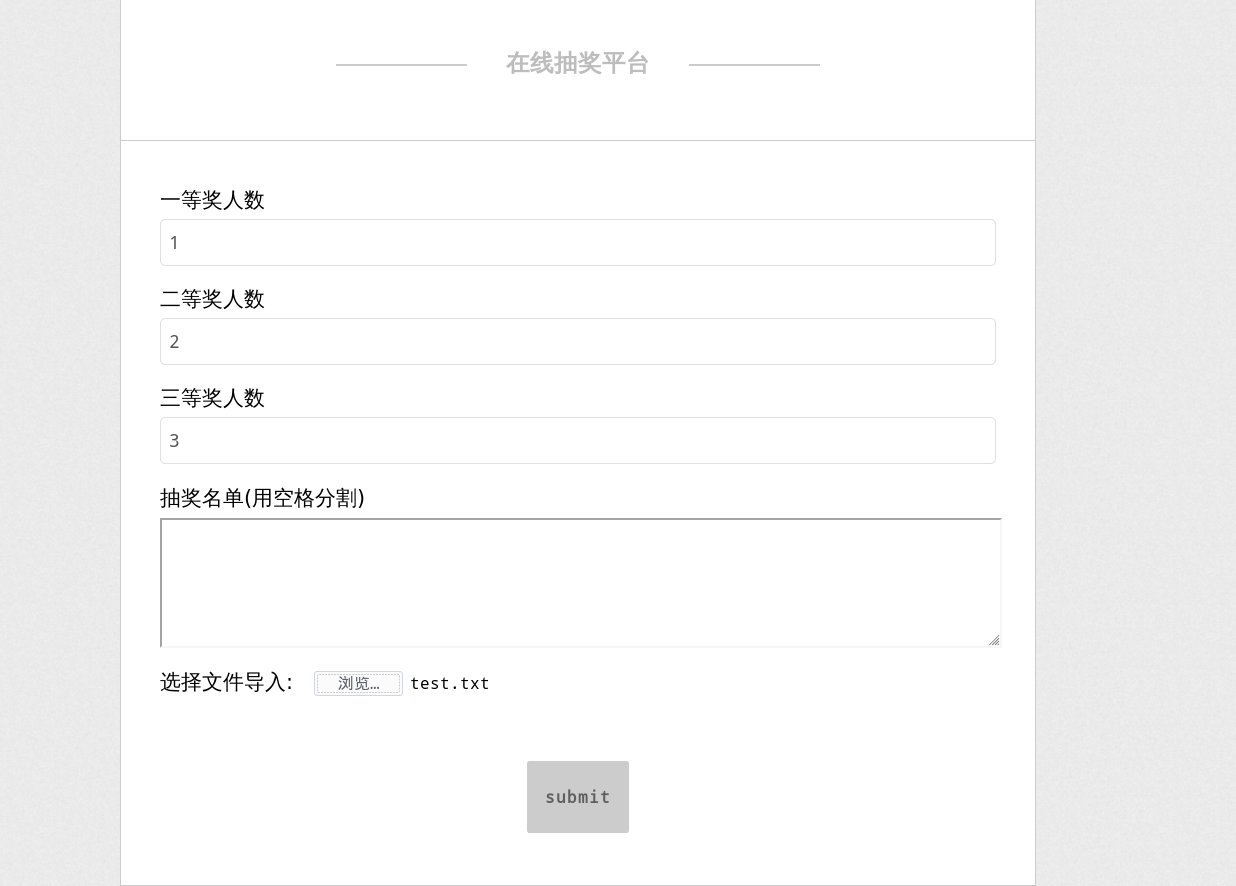 在线抽奖平台
一等奖人数
1
二等奖人数
2
三等奖人数
3
抽奖名单(用空格分割)
选择文件导入: 浏览… test.txt
submit